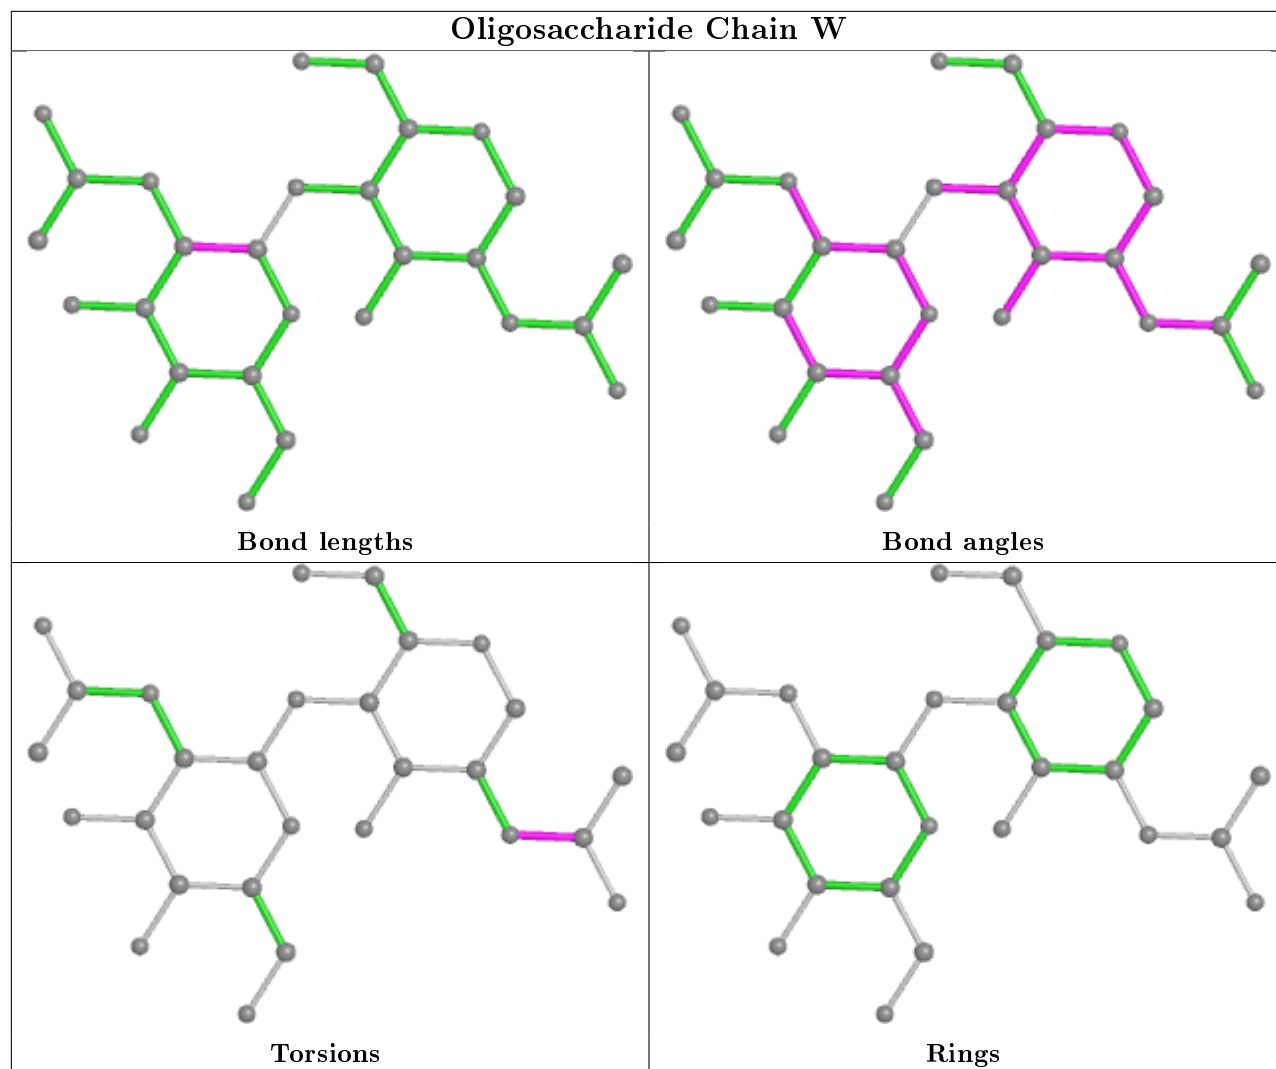 Oligosaccharide Chain W
Bond lengths
Bond angles
Torsions
Rings